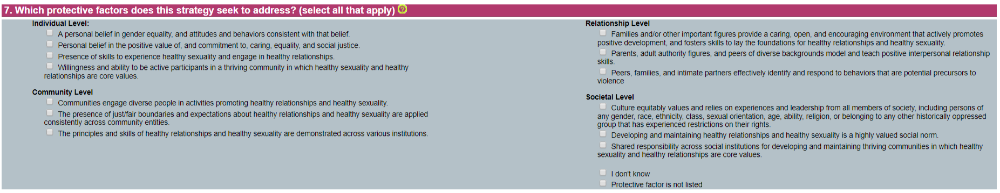 7. Which protective factors does this strategy seek to address? (select all that apply)
Individual Level:
A personal belief in gender equality, and attitudes and behaviors consistent with that belief.
Personal belief in the positive value of, and commitment to, caring, equality, and social justice.
Presence of skills to experience healthy sexuality and engage in healthy relationships.
Willingness and ability to be active participants in a thriving community in which healthy sexuality and healthy
relationships are core values.
Community Level
Communities engage diverse people in activities promoting healthy relationships and healthy sexuality.
The presence of just/fair boundaries and expectations about healthy relationships and healthy sexuality are applied
consistently across community entities.
The principles and skills of healthy relationships and healthy sexuality are demonstrated across various institutions.
Relationship Level
Families and/or other important figures provide a caring, open, and encouraging environment that actively promotes
positive development, and fosters skills to lay the foundations for healthy relationships and healthy sexuality.
Parents, adult authority figures, and peers of diverse backgrounds model and teach positive interpersonal relationship
skills.
Peers, families, and intimate partners effectively identify and respond to behaviors that are potential precursors to
violence
Societal Level
Culture equitably values and relies on experiences and leadership from all members of society, including persons of
any gender, race, ethnicity, class, sexual orientation, age, ability, religion, or belonging to any other historically oppressed
group that has experienced restrictions on their rights.
Developing and maintaining healthy relationships and healthy sexuality is a highly valued social norm.
Shared responsibility across social institutions for developing and maintaining thriving communities in which healthy
sexuality and healthy relationships are core values.
I don't know
Protective factor is not listed